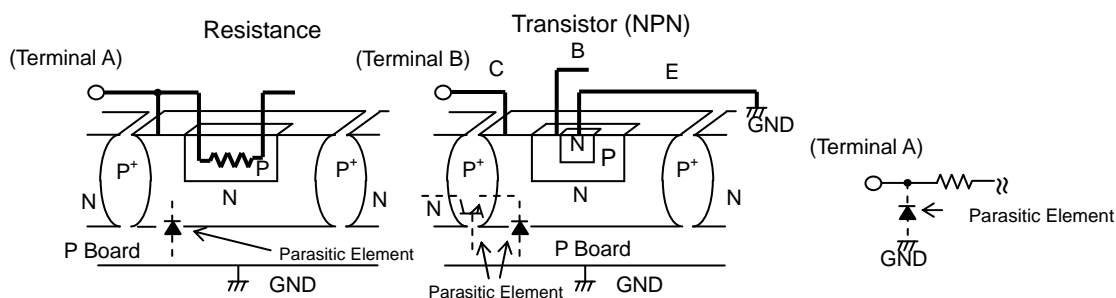 Resistance
(Terminal A)
P+
P
P+
N
N
N
P Board
Parasitic Element
GND
Transistor (NPN)
(Terminal B)
C
B
E
GND
P+
N
P
P+
N
N
N
P Board
Parasitic Element
GND
(Terminal A)
Parasitic Element
GND